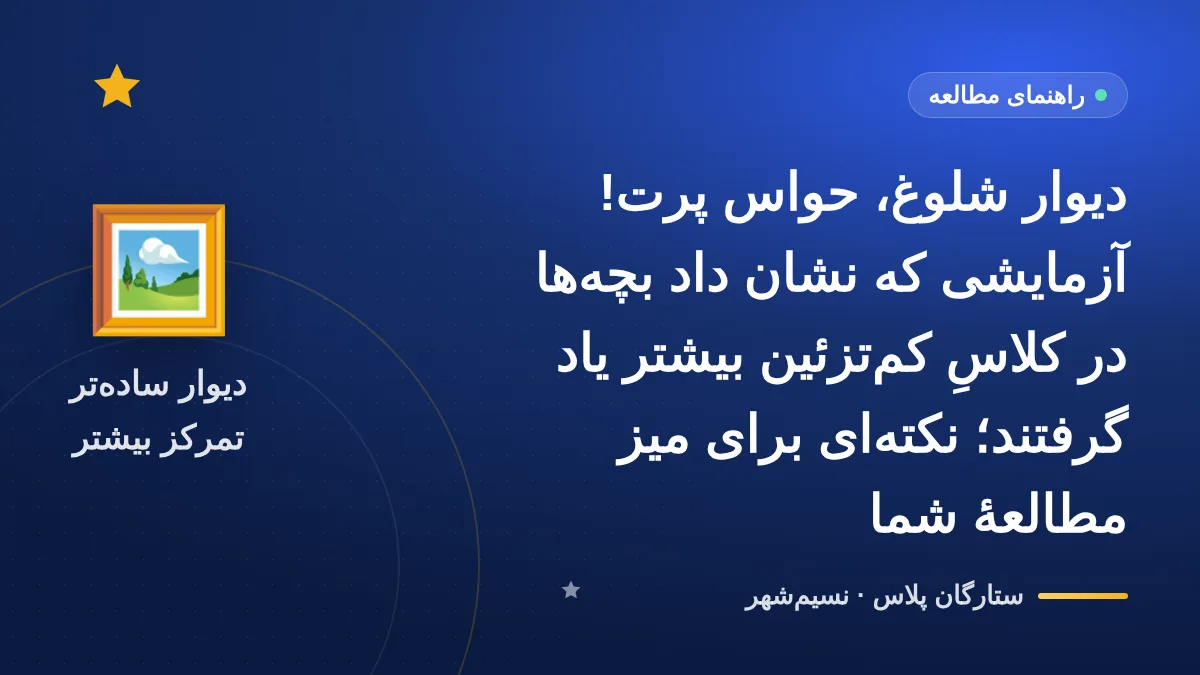 راهنمای مطالعه
دیوار شلوغ، حواس پرت!
آزمایشی که نشان داد بچه‌ها
در کلاسِ کم‌تزئین بیشتر یاد
گرفتند؛ نکته‌ای برای میز
مطالعهٔ شما
ستارگان پلاس · نسیم‌شهر
دیوار ساده‌تر
تمرکز بیشتر